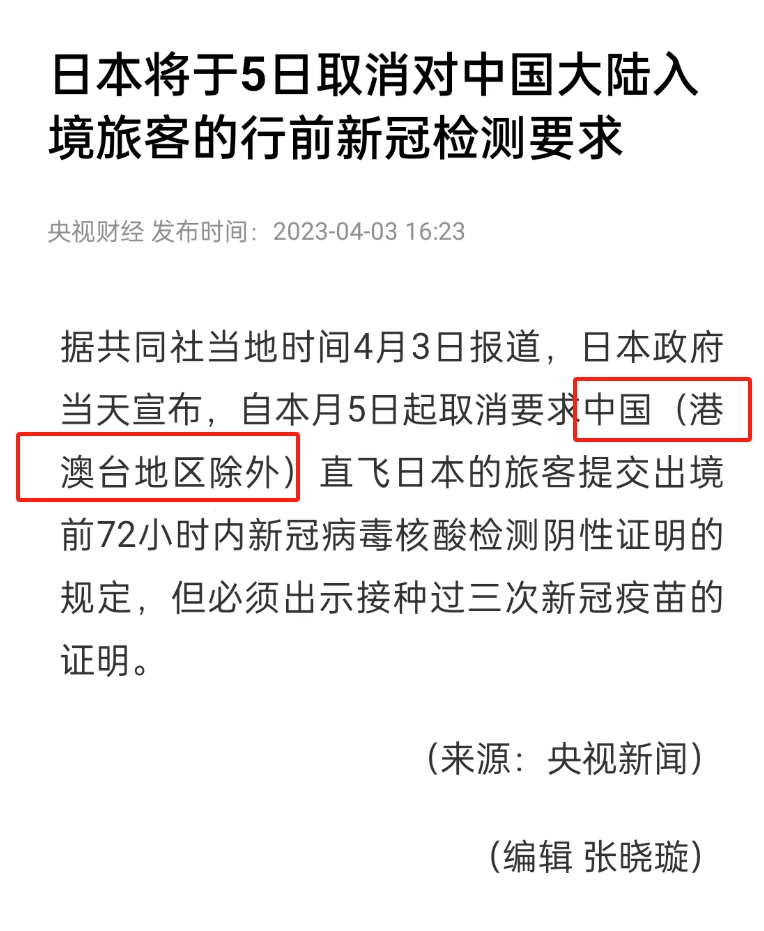 日本将于5日取消对中国大陆入
境旅客的行前新冠检测要求
央视财经 发布时间：2023-04-03 16:23
据共同社当地时间4月3日报道，日本政府
当天宣布，自本月5日起取消要求中国（港
澳台地区除外）直飞日本的旅客提交出境
前72小时内新冠病毒核酸检测阴性证明的
规定，但必须出示接种过三次新冠疫苗的
证明。
（来源：央视新闻）
（编辑 张晓璇）